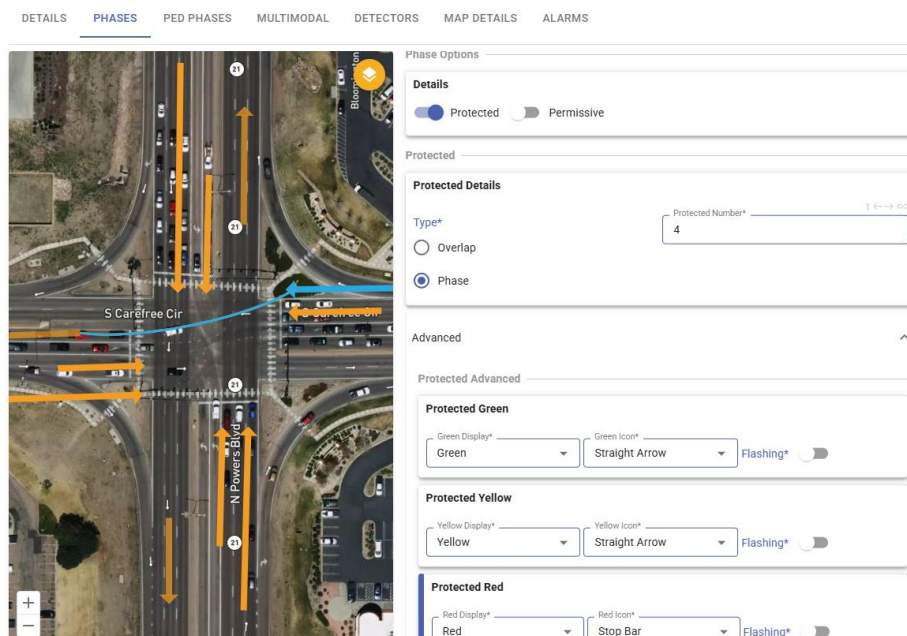 DETAILS PHASES PED PHASES MULTIMODAL DETECTORS MAP DETAILS ALARMS
Phase Options
Details
Protected Permissive
Protected
Protected Details
Type*
Overlap
Phase
Protected Number*
4
Advanced
Protected Advanced
Protected Green
Green Display*
Green
Green Icon*
Straight Arrow
Flashing*
Protected Yellow
Yellow Display*
Yellow
Yellow Icon*
Straight Arrow
Flashing*
Protected Red
Red Display*
Red
Red Icon*
Stop Bar
Flashing*
21
21
S Carefree Cir
S Carefree Cir
21
N Powers Blvd
21
+
−